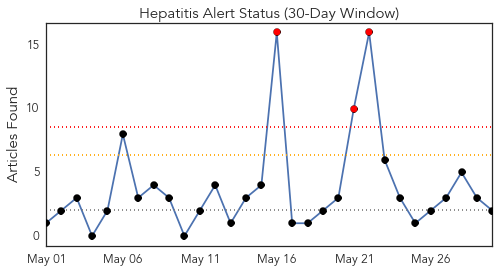 Hepatitis Alert Status (30-Day Window)
Articles Found
15
10
5
0
May 01 May 06 May 11 May 16 May 21 May 26